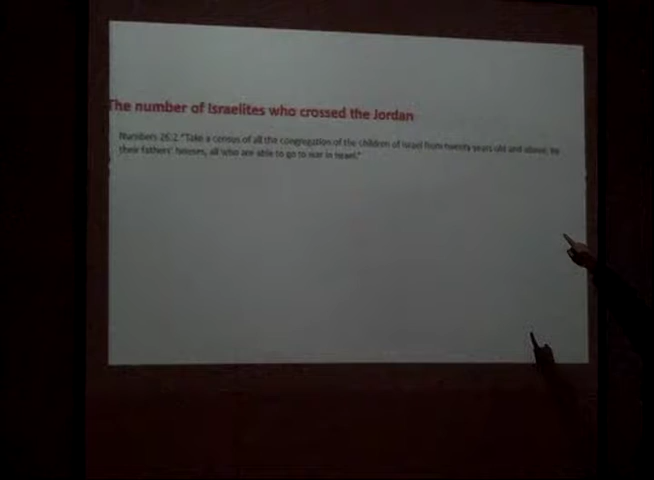 The number of Israelites who crossed the Jordan
Numbers 26:2 "Take a census of all the congregation of the children of Israel from twenty years old and above, by
their fathers' houses, all who are able to go to war in Israel."